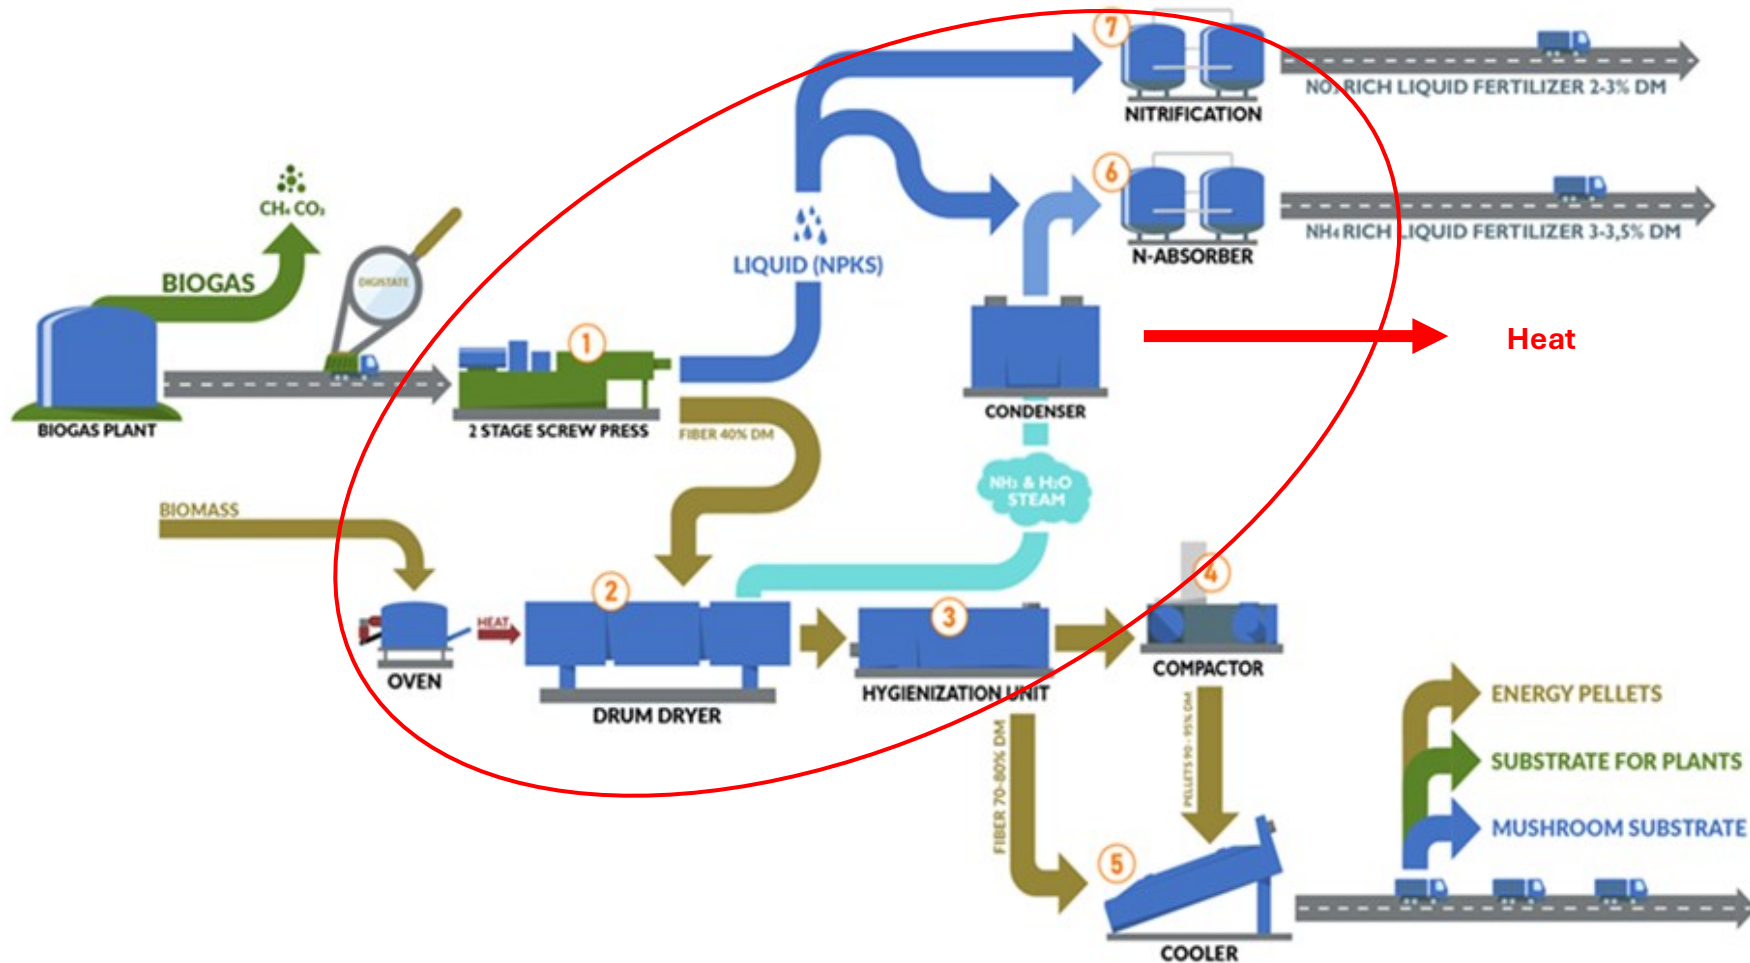 7
NO₃ RICH LIQUID FERTILIZER 2-3% DM
NITRIFICATION
6
CH₄ CO₂
NH₄ RICH LIQUID FERTILIZER 3-3,5% DM
N-ABSORBER
LIQUID (NPKS)
BIOGAS
DIGISTATE
1
Heat
CONDENSER
BIOGAS PLANT
2 STAGE SCREW PRESS
FIBER 40% DM
NH₃ & H₂O
STEAM
BIOMASS
4
2
3
HEAT
COMPACTOR
OVEN
HYGIENIZATION UNIT
DRUM DRYER
ENERGY PELLETS
FIBER 70-80% DM
PELLETS 90 - 95% DM
SUBSTRATE FOR PLANTS
MUSHROOM SUBSTRATE
5
COOLER